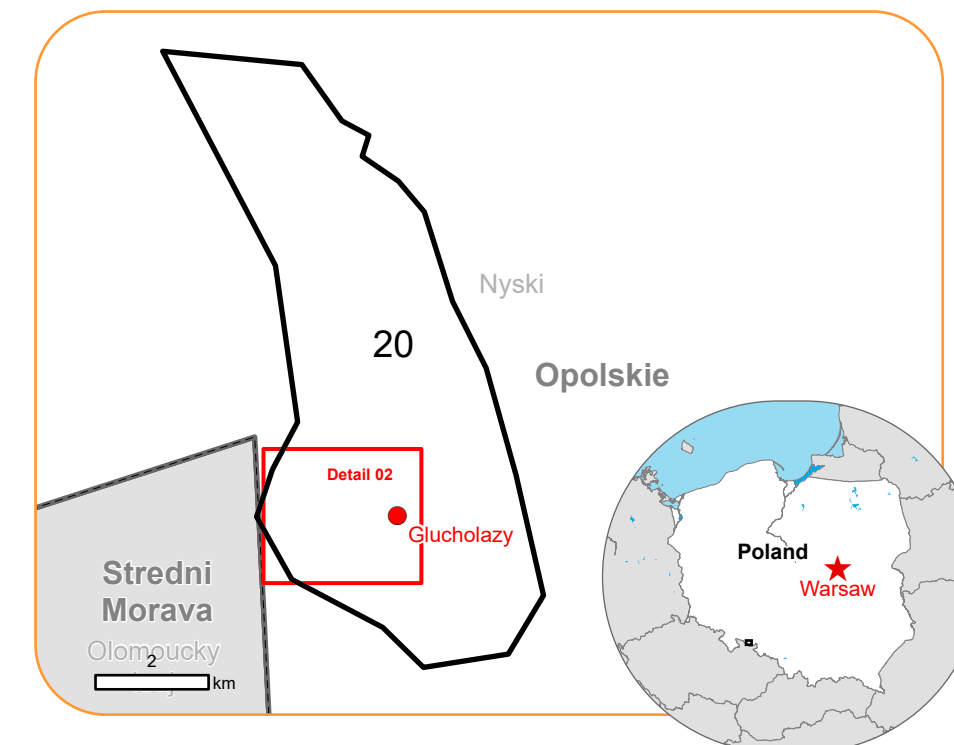 Nyski
20
Opolskie
Detail 02
Glucholazy
Stredni
Morava
Olomoucky
2
km
Poland
Warsaw